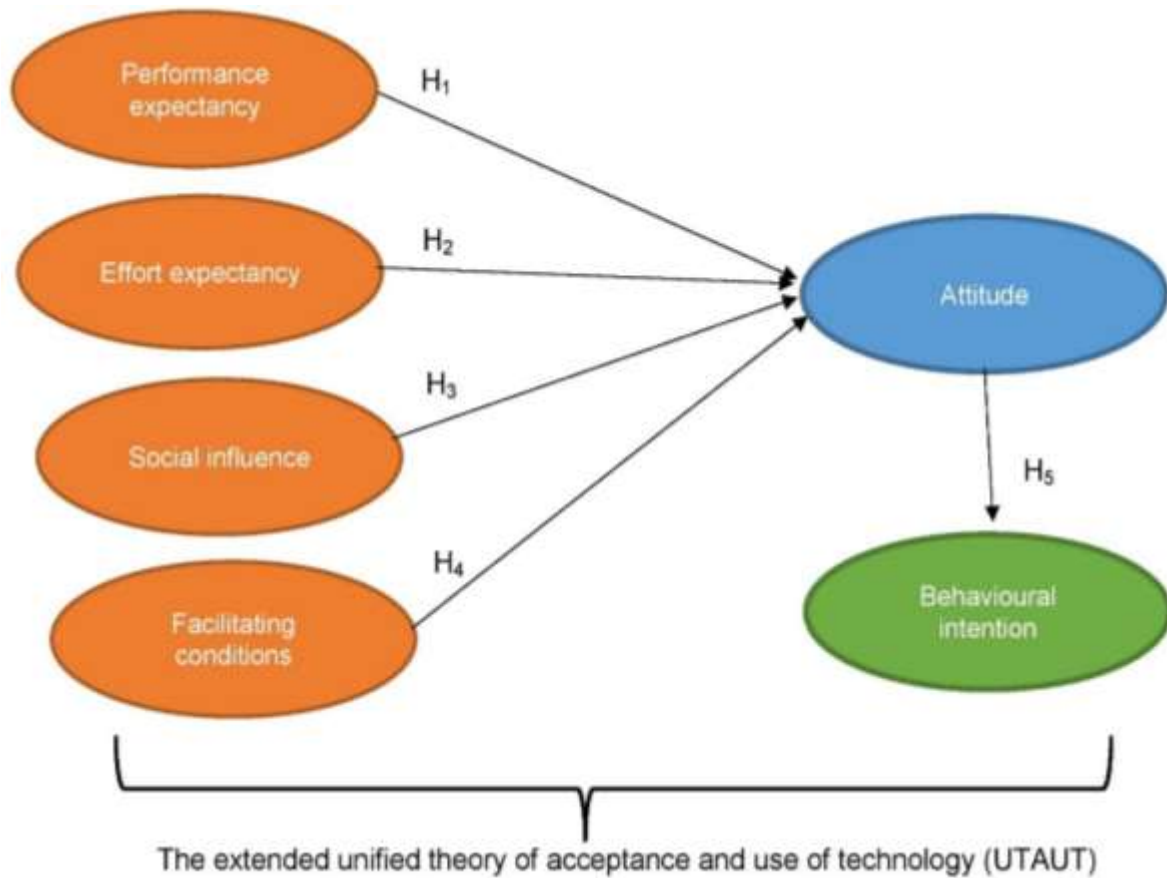 Performance
expectancy
H₁
Effort expectancy
H₂
Attitude
Social influence
H₃
H₅
Facilitating
conditions
H₄
Behavioural
intention
The extended unified theory of acceptance and use of technology (UTAUT)